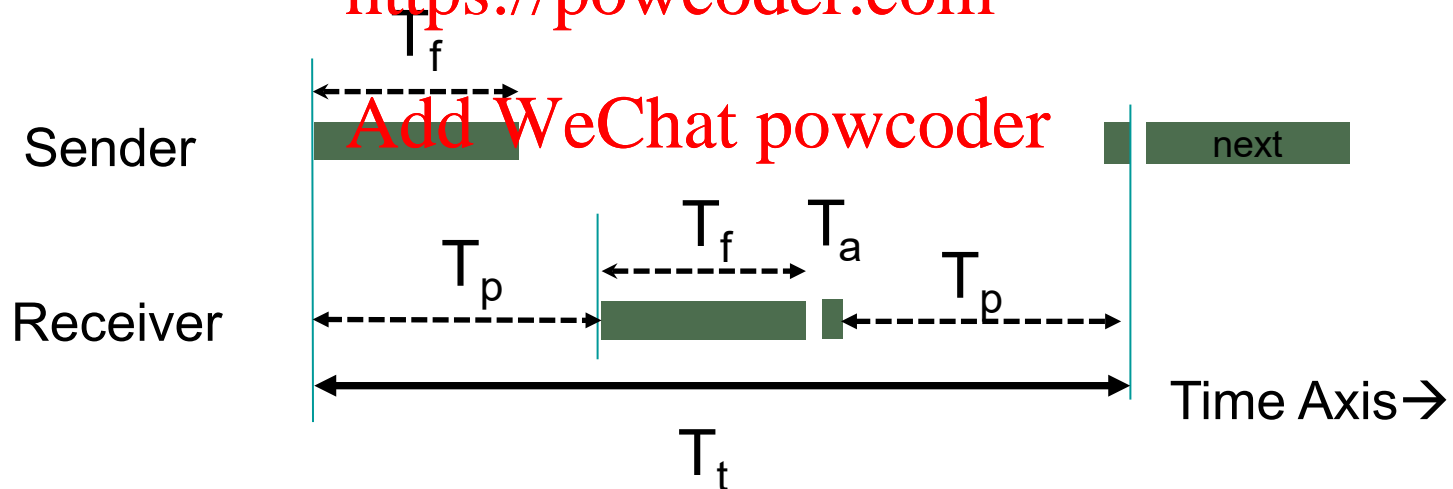 https://powcoder.com
Tf
Add WeChat powcoder
Sender
next
Tf
Ta
Tp
Tp
Receiver
Time Axis→
Tt